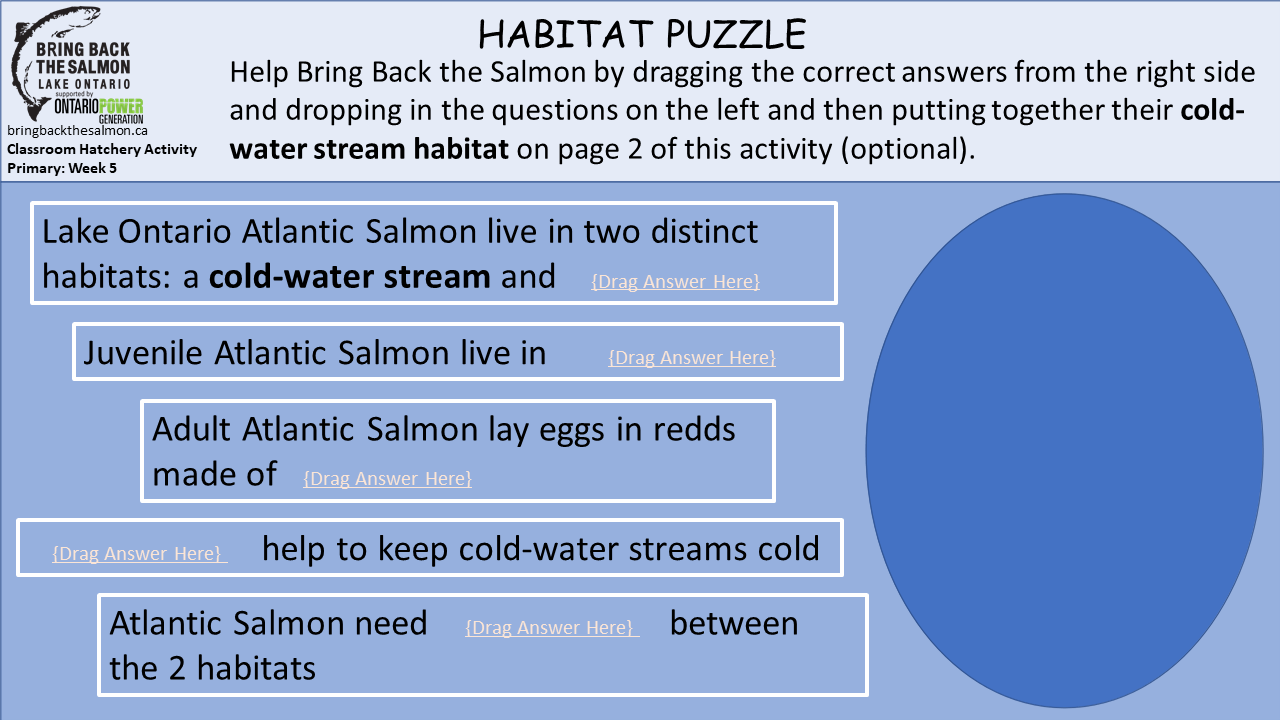 BRING BACK
THE SALMON
LAKE ONTARIO
supported by
ONTARIOPOWER
GENERATION
bringbackthesalmon.ca
Classroom Hatchery Activity
Primary: Week 5
HABITAT PUZZLE
Help Bring Back the Salmon by dragging the correct answers from the right side
and dropping in the questions on the left and then putting together their cold-
water stream habitat on page 2 of this activity (optional).
Lake Ontario Atlantic Salmon live in two distinct
habitats: a cold-water stream and {Drag Answer Here}
Juvenile Atlantic Salmon live in {Drag Answer Here}
Adult Atlantic Salmon lay eggs in redds
made of {Drag Answer Here}
{Drag Answer Here} help to keep cold-water streams cold
Atlantic Salmon need {Drag Answer Here} between
the 2 habitats